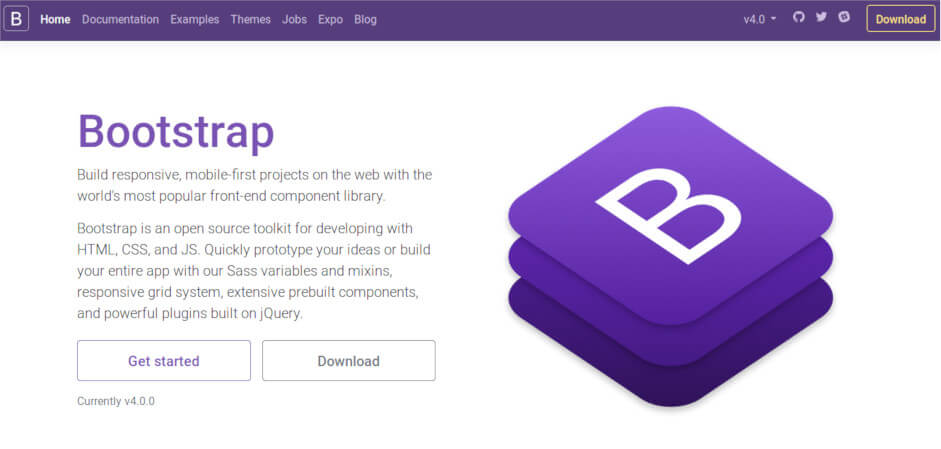 B Home Documentation Examples Themes Jobs Expo Blog v4.0 Download
Bootstrap
Build responsive, mobile-first projects on the web with the
world's most popular front-end component library.
Bootstrap is an open source toolkit for developing with
HTML, CSS, and JS. Quickly prototype your ideas or build
your entire app with our Sass variables and mixins,
responsive grid system, extensive prebuilt components,
and powerful plugins built on jQuery.
Get started Download
Currently v4.0.0
B